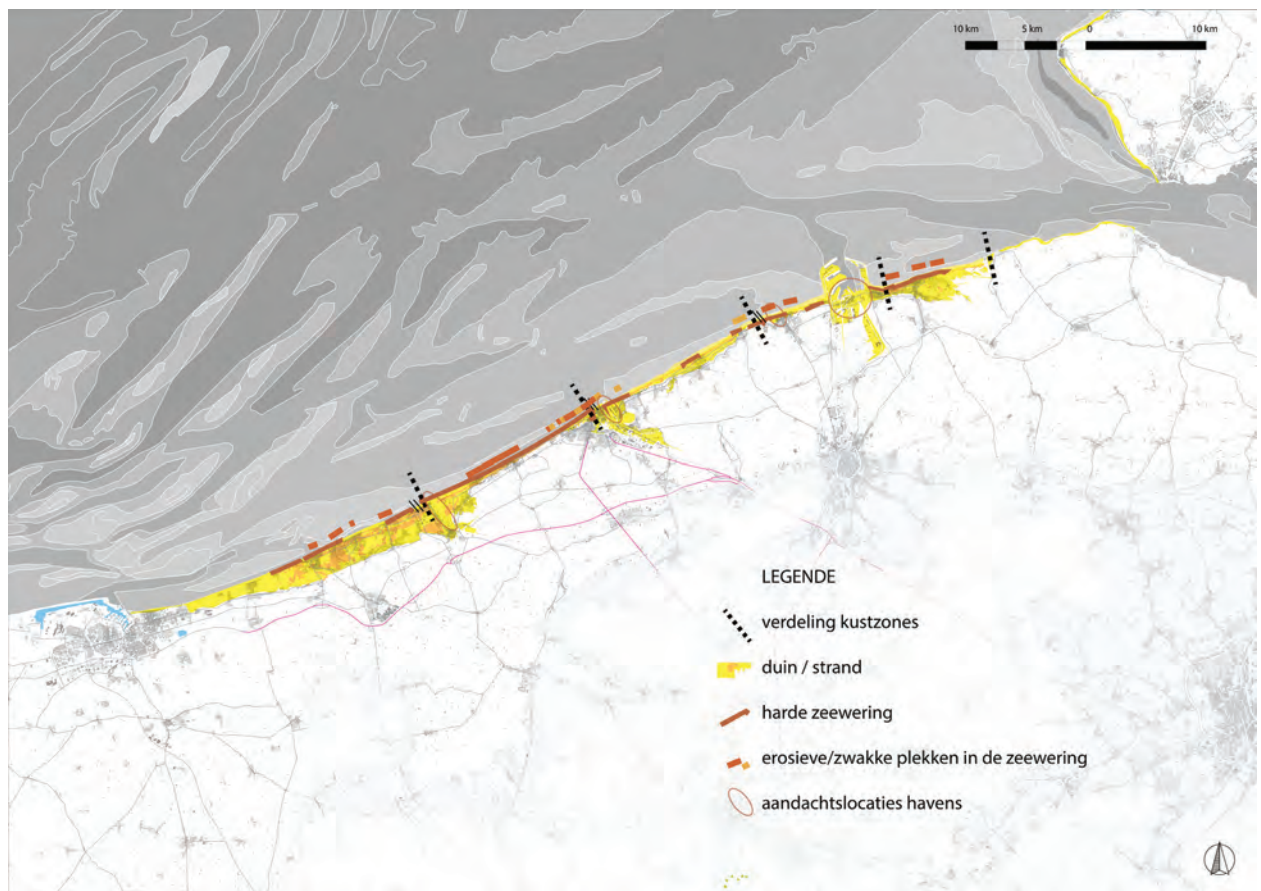 10 km 5 km 0 10 km
LEGENDE
verdeling kustzones
duin / strand
harde zeewering
erosieve/zwakke plekken in de zeewering
aandachtslocaties havens